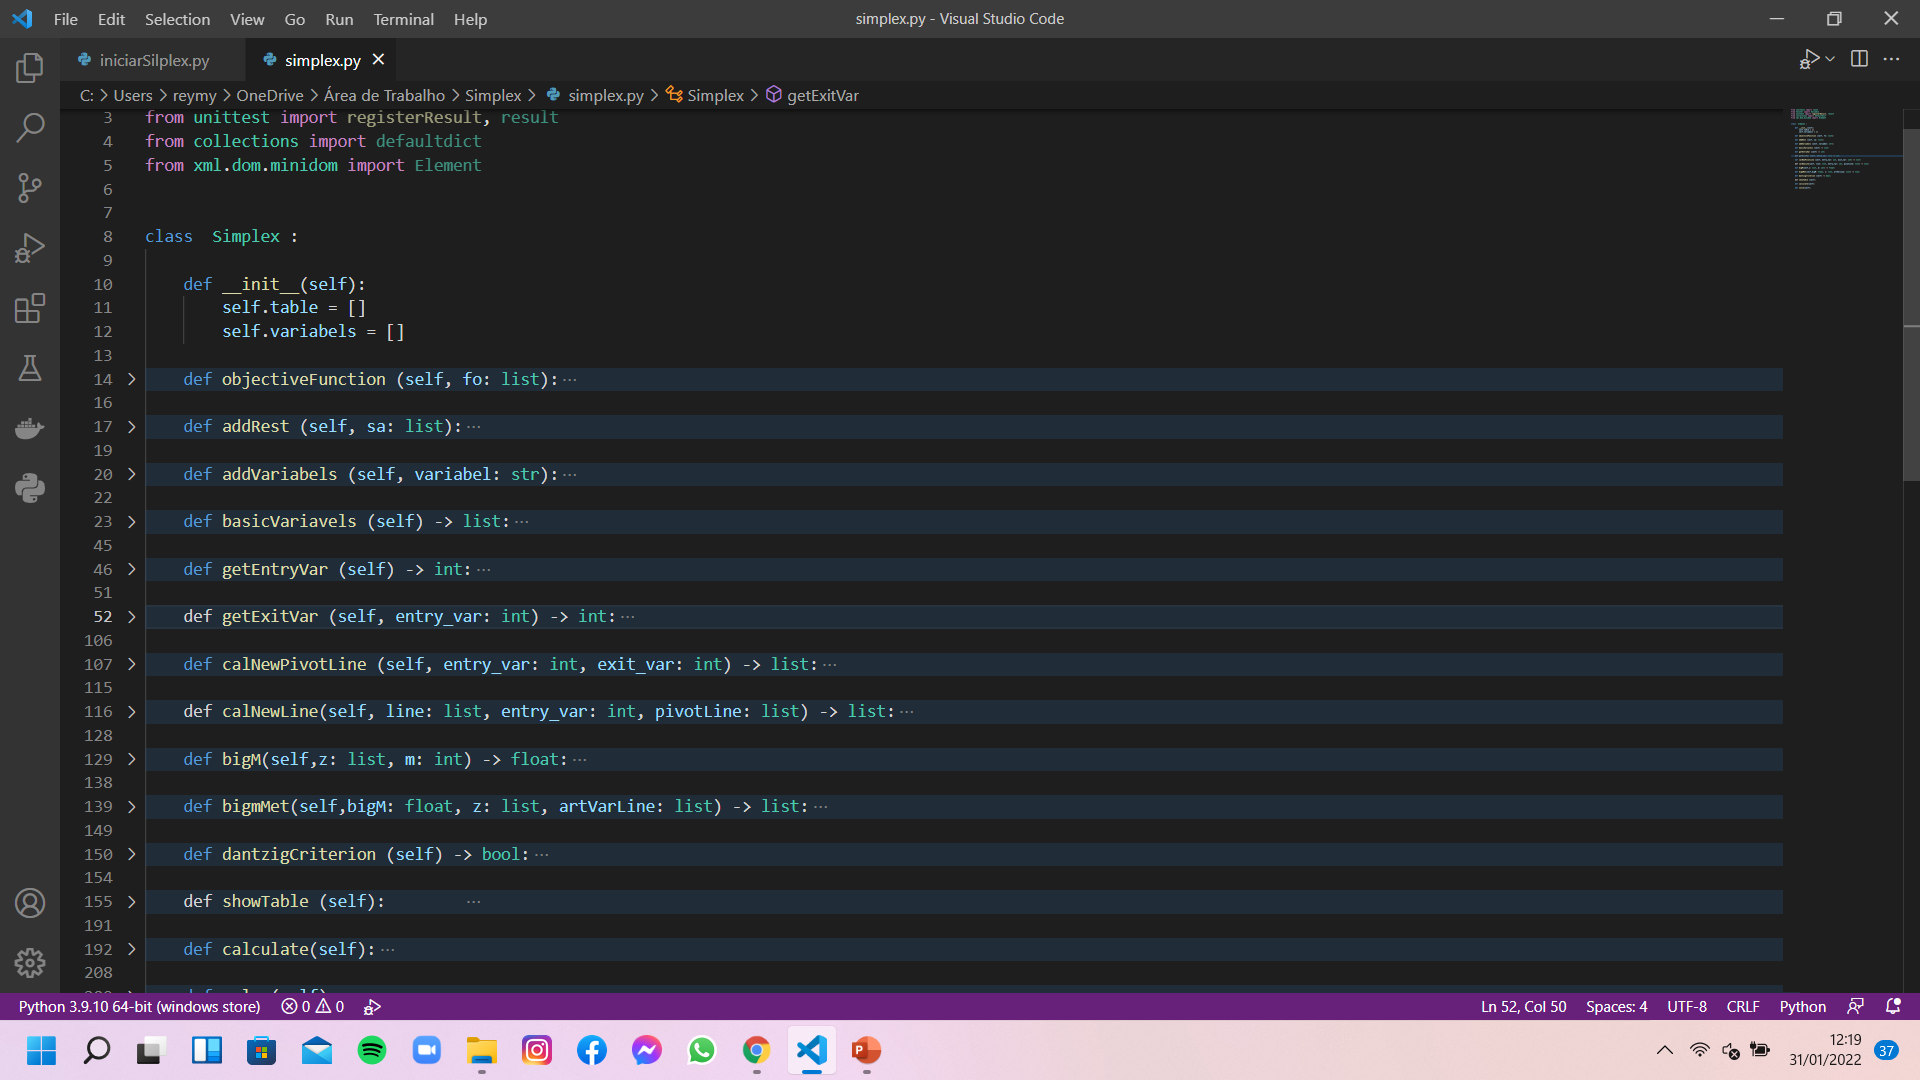 File Edit Selection View Go Run Terminal Help simplex.py - Visual Studio Code
iniciarSilplex.py simplex.py
C: > Users > reymy > OneDrive > Área de Trabalho > Simplex > simplex.py > Simplex > getExitVar
3 from unittest import registerResult, result
4 from collections import defaultdict
5 from xml.dom.minidom import Element
6
7
8 class  Simplex :
9
10 def __init__(self):
11 self.table = []
12 self.variabels = []
13
14 def objectiveFunction (self, fo: list):···
16
17 def addRest (self, sa: list):···
19
20 def addVariabels (self, variabel: str):···
22
23 def basicVariavels (self) -> list:···
45
46 def getEntryVar (self) -> int:···
51
52 def getExitVar (self, entry_var: int) -> int:···
106
107 def calNewPivotLine (self, entry_var: int, exit_var: int) -> list:···
115
116 def calNewLine(self, line: list, entry_var: int, pivotLine: list) -> list:···
128
129 def bigM(self,z: list, m: int) -> float:···
138
139 def bigmMet(self,bigM: float, z: list, artVarLine: list) -> list:···
149
150 def dantzigCriterion (self) -> bool:···
154
155 def showTable (self): ···
191
192 def calculate(self):···
208
Python 3.9.10 64-bit (windows store) 0 0 Ln 52, Col 50 Spaces: 4 UTF-8 CRLF Python
12:19
31/01/2022 37